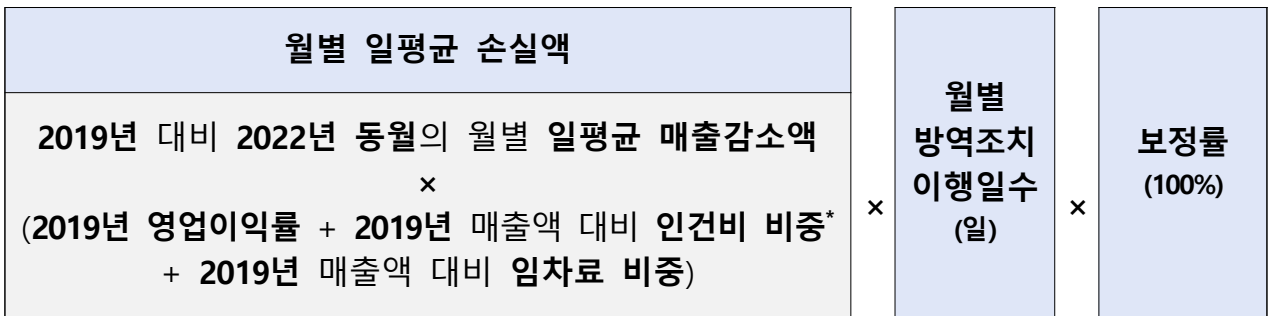 월별 일평균 손실액
2019년 대비 2022년 동월의 월별 일평균 매출감소액
×
(2019년 영업이익률 + 2019년 매출액 대비 인건비 비중*
+ 2019년 매출액 대비 임차료 비중)
×
월별
방역조치
이행일수
(일)
×
보정률
(100%)